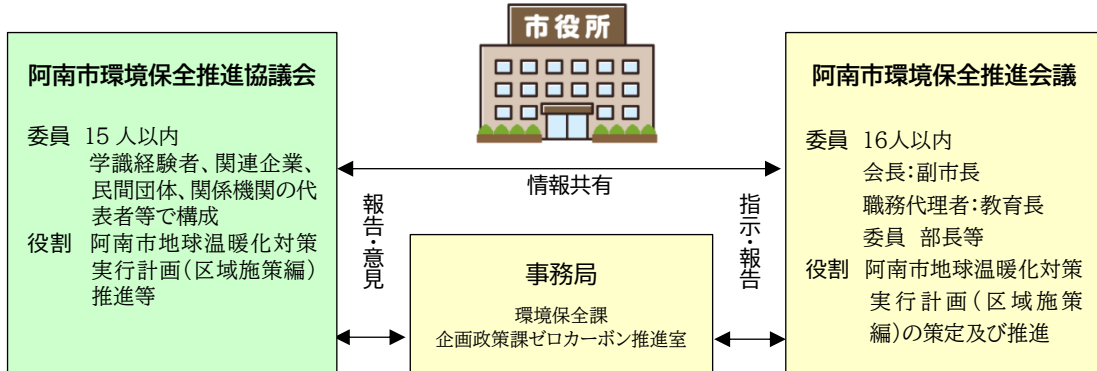 市役所
阿南市環境保全推進協議会
委員 15人以内
学識経験者、関連企業、
民間団体、関係機関の代
表者等で構成
役割 阿南市地球温暖化対策
実行計画(区域施策編)
推進等
情報共有
報告・意見
指示・報告
事務局
環境保全課
企画政策課ゼロカーボン推進室
阿南市環境保全推進会議
委員 16人以内
会長:副市長
職務代理者:教育長
委員 部長等
役割 阿南市地球温暖化対策
実行計画(区域施策
編)の策定及び推進